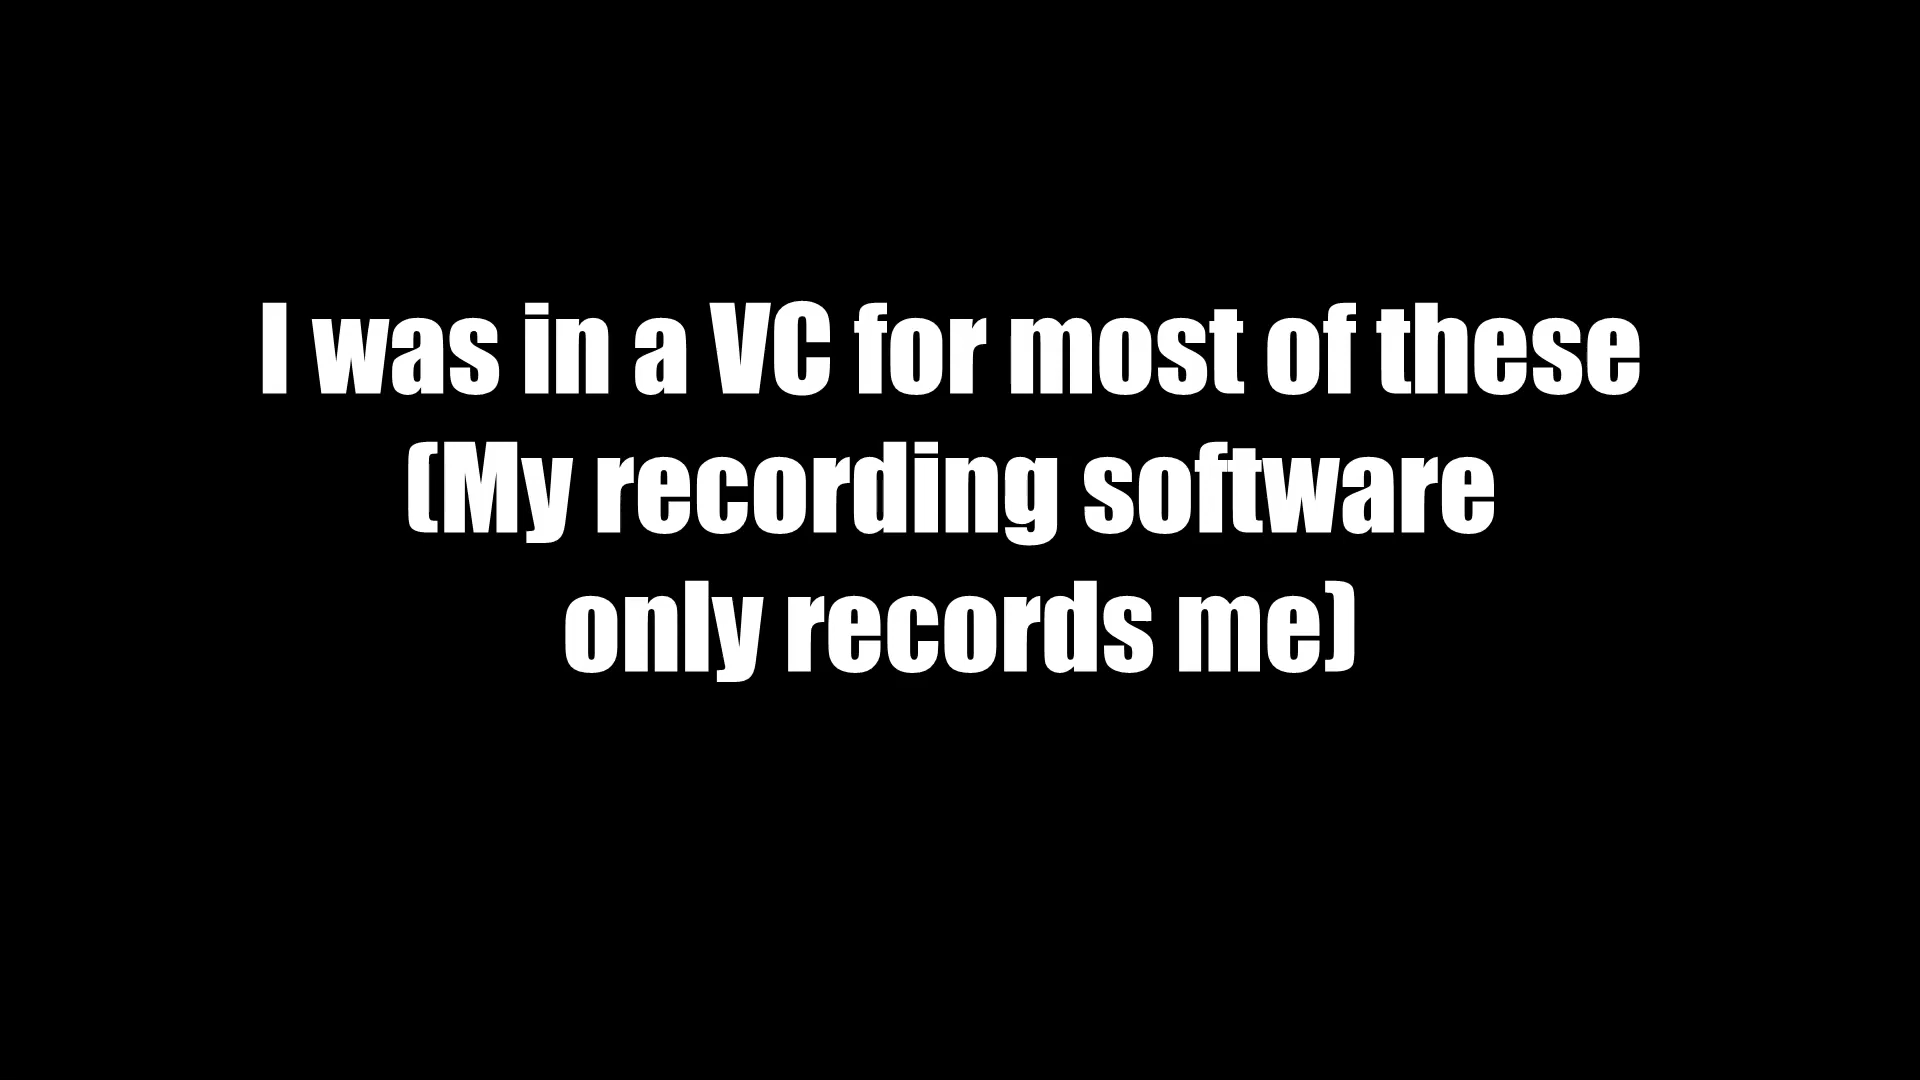 I was in a VC for most of these
(My recording software
only records me)